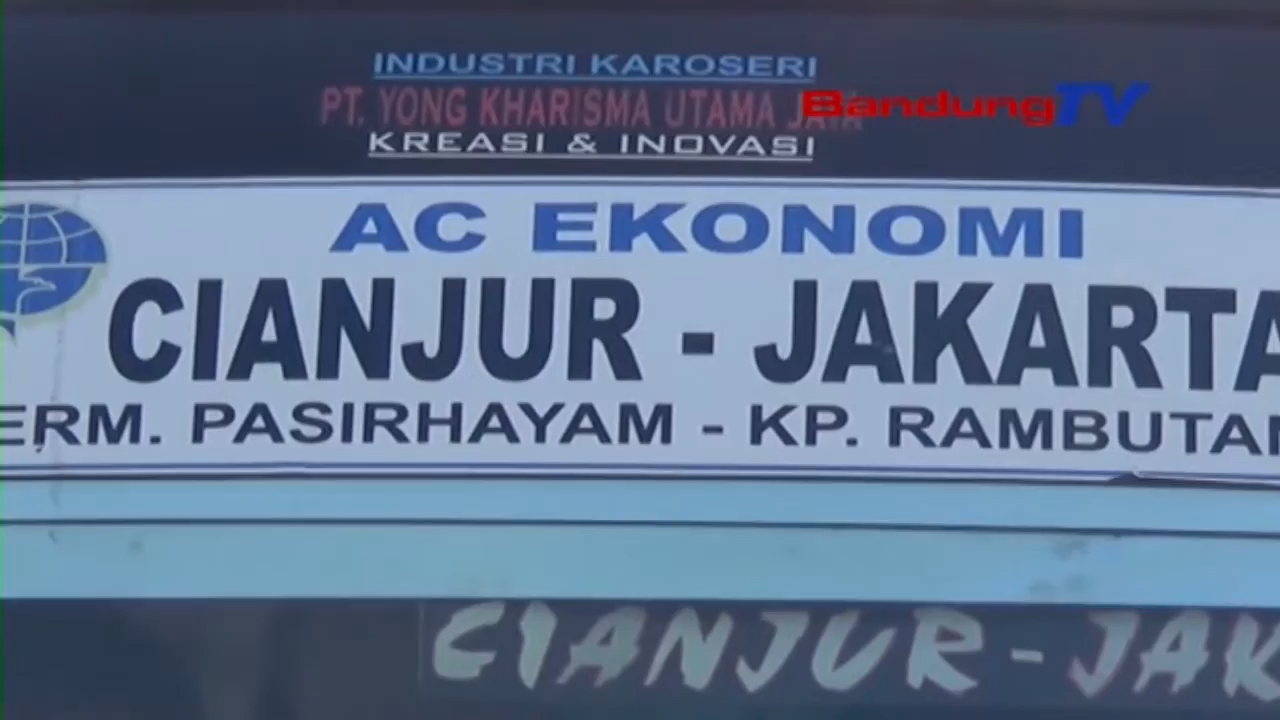 INDUSTRI KAROSERI
PT. YONG KHARISMA UTAMA JAYA
BandungTV
KREASI & INOVASI
AC EKONOMI
CIANJUR - JAKARTA
ERM. PASIRHAYAM - KP. RAMBUTAN
CIANJUR - JAK